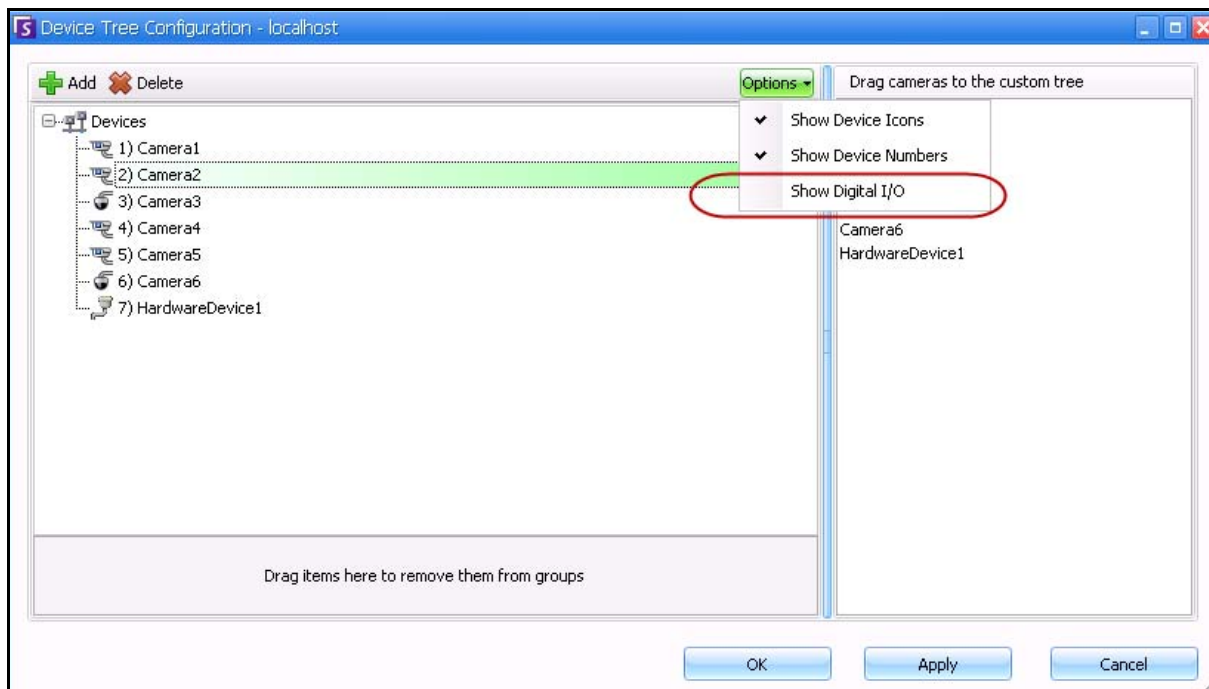 Device Tree Configuration - localhost
Add Delete Options
Drag cameras to the custom tree
Devices
1) Camera1
2) Camera2
3) Camera3
4) Camera4
5) Camera5
6) Camera6
7) HardwareDevice1
Show Device Icons
Show Device Numbers
Show Digital I/O
Camera6
HardwareDevice1
Drag items here to remove them from groups
OK Apply Cancel